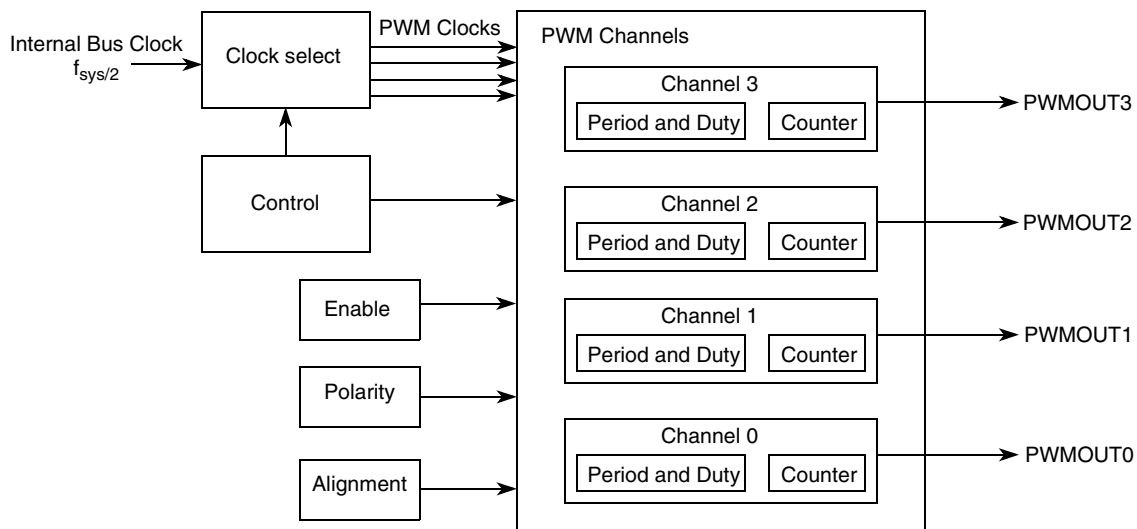 PWM Clocks
Internal Bus Clock
fsys/2
Clock select
Control
Enable
Polarity
Alignment
PWM Channels
Channel 3
Period and Duty
Counter
PWMOUT3
Channel 2
Period and Duty
Counter
PWMOUT2
Channel 1
Period and Duty
Counter
PWMOUT1
Channel 0
Period and Duty
Counter
PWMOUT0